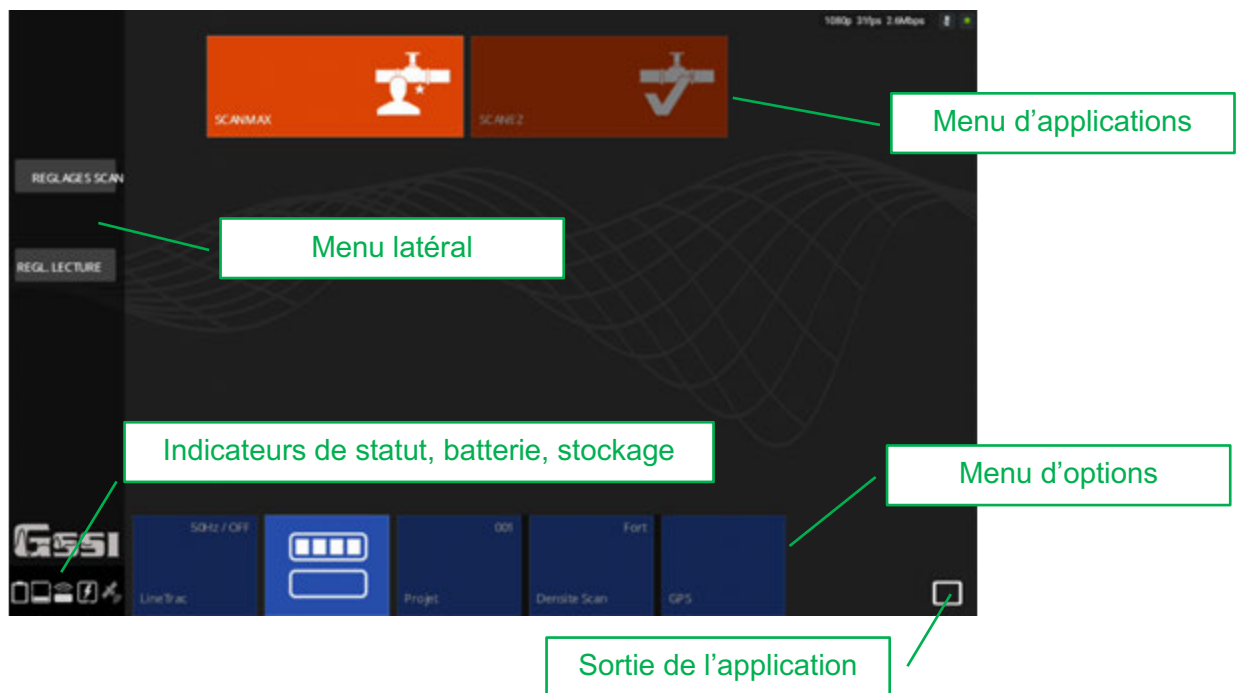 1080p 31fps 2.6Mbps
SCANMAX
SCANEZ
Menu d'applications
REGLAGES SCAN
Menu latéral
REGL. LECTURE
Indicateurs de statut, batterie, stockage
Menu d'options
GSSI
50Hz / OFF
001
Fort
LineTrac
Projet
Densite Scan
GPS
Sortie de l'application